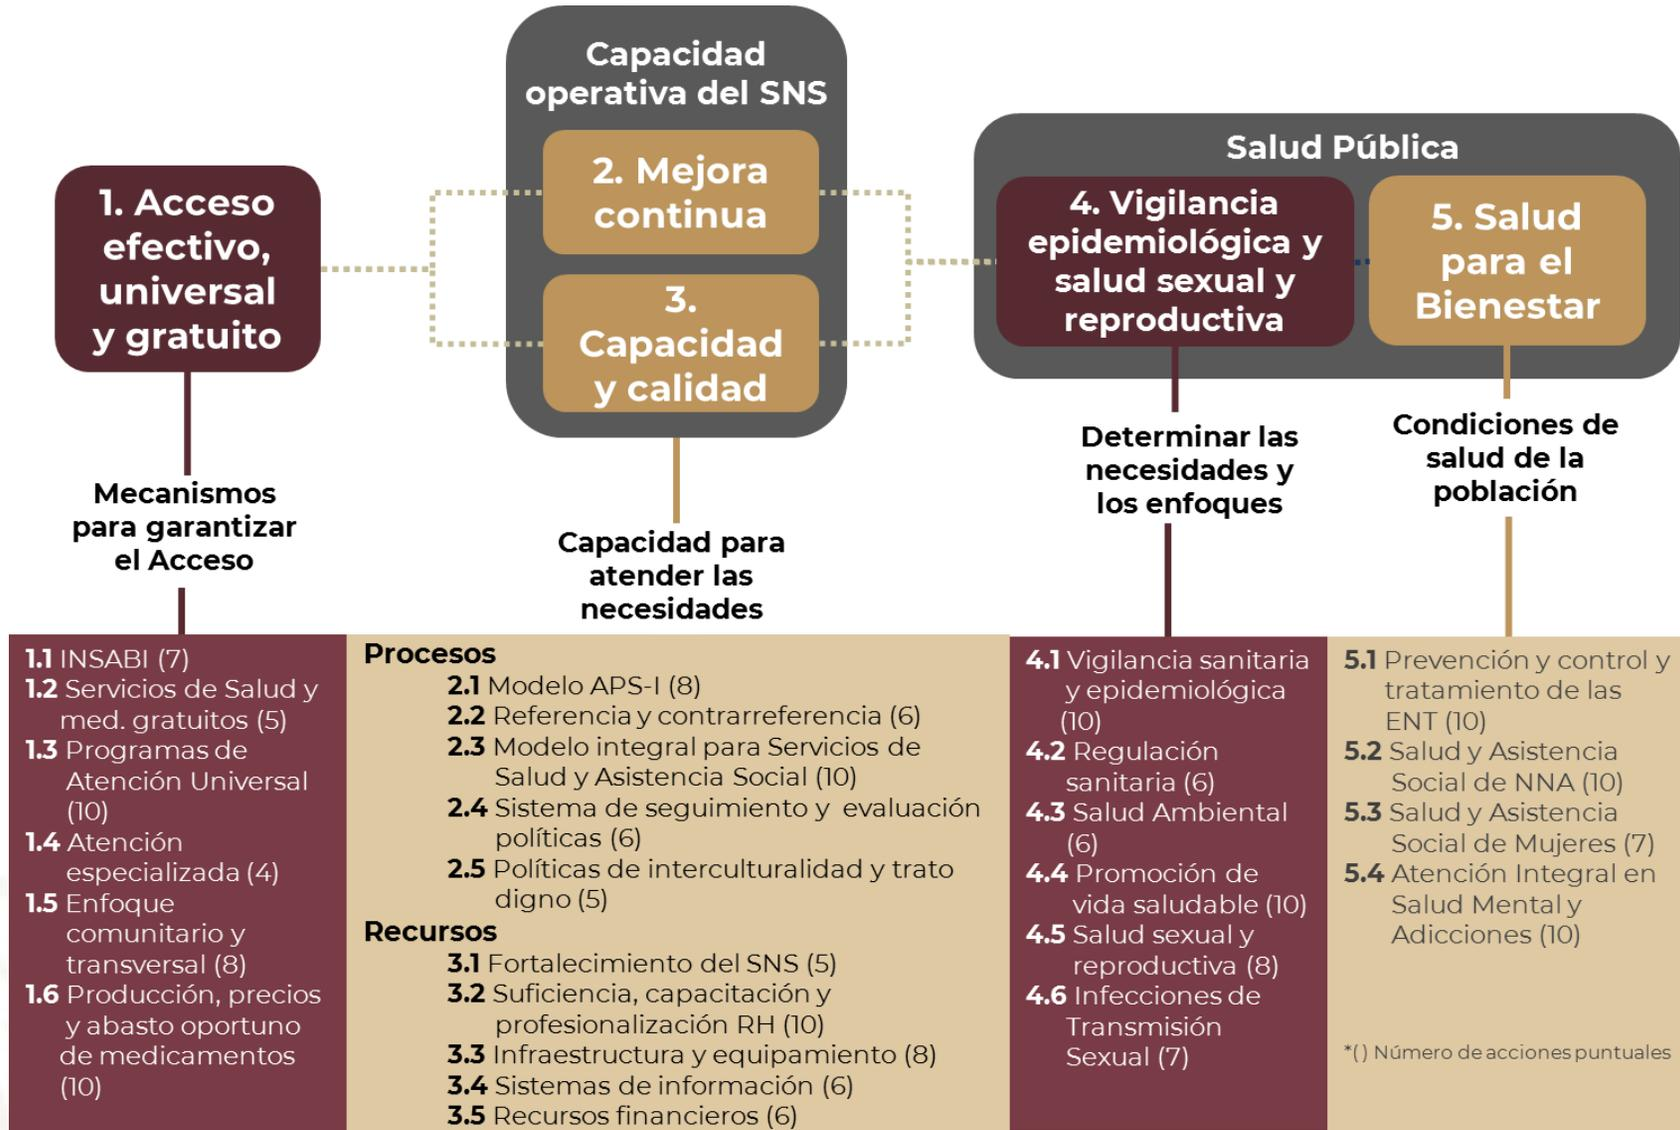 Capacidad
operativa del SNS
2. Mejora
continua
3.
Capacidad
y calidad
1. Acceso
efectivo,
universal
y gratuito
Salud Pública
4. Vigilancia
epidemiológica y
salud sexual y
reproductiva
5. Salud
para el
Bienestar
Mecanismos
para garantizar
el Acceso
Capacidad para
atender las
necesidades
Determinar las
necesidades y
los enfoques
Condiciones de
salud de la
población
1.1 INSABI (7)
1.2 Servicios de Salud y
med. gratuitos (5)
1.3 Programas de
Atención Universal
(10)
1.4 Atención
especializada (4)
1.5 Enfoque
comunitario y
transversal (8)
1.6 Producción, precios
y abasto oportuno
de medicamentos
(10)
Procesos
2.1 Modelo APS-I (8)
2.2 Referencia y contrarreferencia (6)
2.3 Modelo integral para Servicios de
Salud y Asistencia Social (10)
2.4 Sistema de seguimiento y evaluación
políticas (6)
2.5 Políticas de interculturalidad y trato
digno (5)
Recursos
3.1 Fortalecimiento del SNS (5)
3.2 Suficiencia, capacitación y
profesionalización RH (10)
3.3 Infraestructura y equipamiento (8)
3.4 Sistemas de información (6)
3.5 Recursos financieros (6)
4.1 Vigilancia sanitaria
y epidemiológica
(10)
4.2 Regulación
sanitaria (6)
4.3 Salud Ambiental
(6)
4.4 Promoción de
vida saludable (10)
4.5 Salud sexual y
reproductiva (8)
4.6 Infecciones de
Transmisión
Sexual (7)
5.1 Prevención y control y
tratamiento de las
ENT (10)
5.2 Salud y Asistencia
Social de NNA (10)
5.3 Salud y Asistencia
Social de Mujeres (7)
5.4 Atención Integral en
Salud Mental y
Adicciones (10)
*( ) Número de acciones puntuales